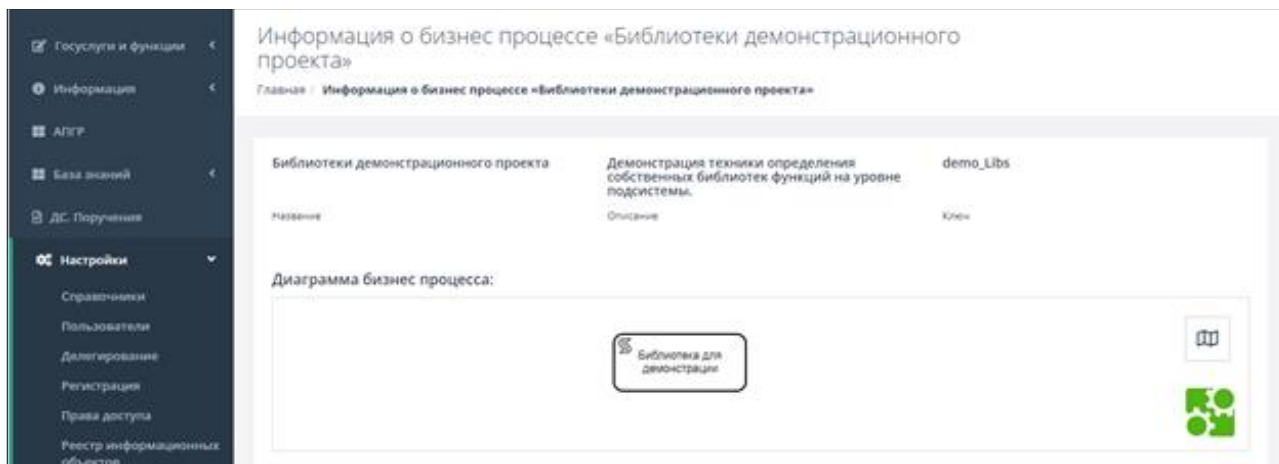 Госуслуги и функции
Информация
АПГР
База знаний
ДС. Поручения
Настройки
Справочники
Пользователи
Делегирование
Регистрация
Права доступа
Реестр информационных
объектов
Информация о бизнес процессе «Библиотеки демонстрационного
проекта»
Главная / Информация о бизнес процессе «Библиотеки демонстрационного проекта»
Библиотеки демонстрационного проекта
Название
Демонстрация техники определения
собственных библиотек функций на уровне
подсистемы.
Описание
demo_Libs
Ключ
Диаграмма бизнес процесса:
Библиотека для
демонстрации